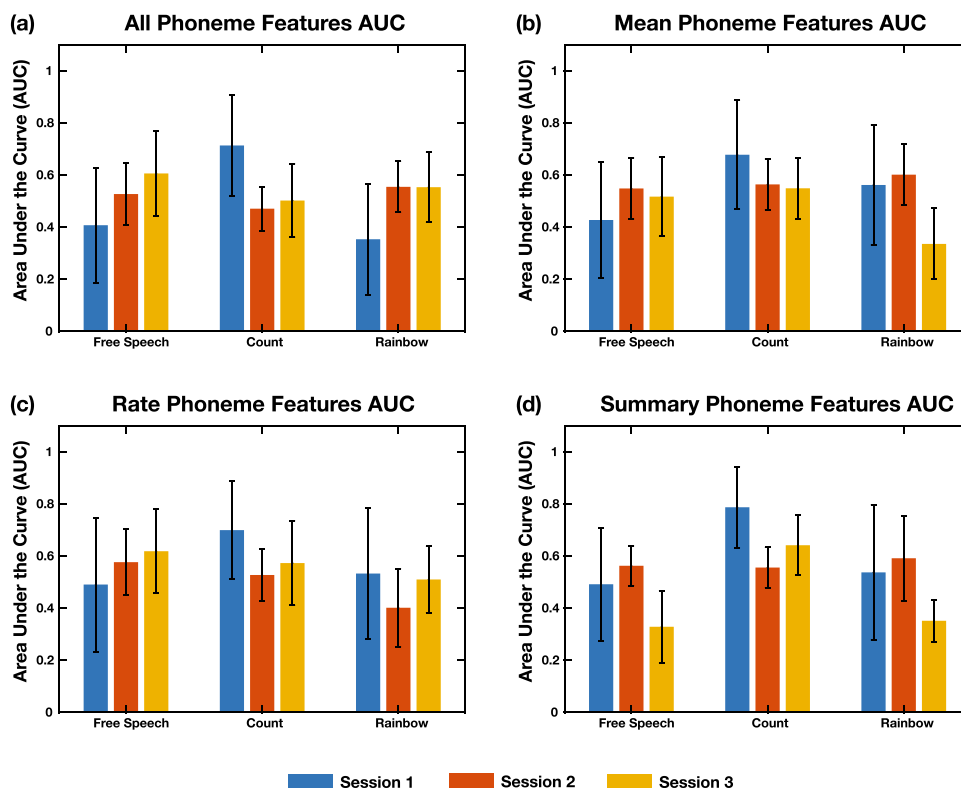 (a) All Phoneme Features AUC
Area Under the Curve (AUC)
1
0.8
0.6
0.4
0.2
0
Free Speech Count Rainbow
(b) Mean Phoneme Features AUC
Area Under the Curve (AUC)
1
0.8
0.6
0.4
0.2
0
Free Speech Count Rainbow
(c) Rate Phoneme Features AUC
Area Under the Curve (AUC)
1
0.8
0.6
0.4
0.2
0
Free Speech Count Rainbow
(d) Summary Phoneme Features AUC
Area Under the Curve (AUC)
1
0.8
0.6
0.4
0.2
0
Free Speech Count Rainbow
Session 1 Session 2 Session 3